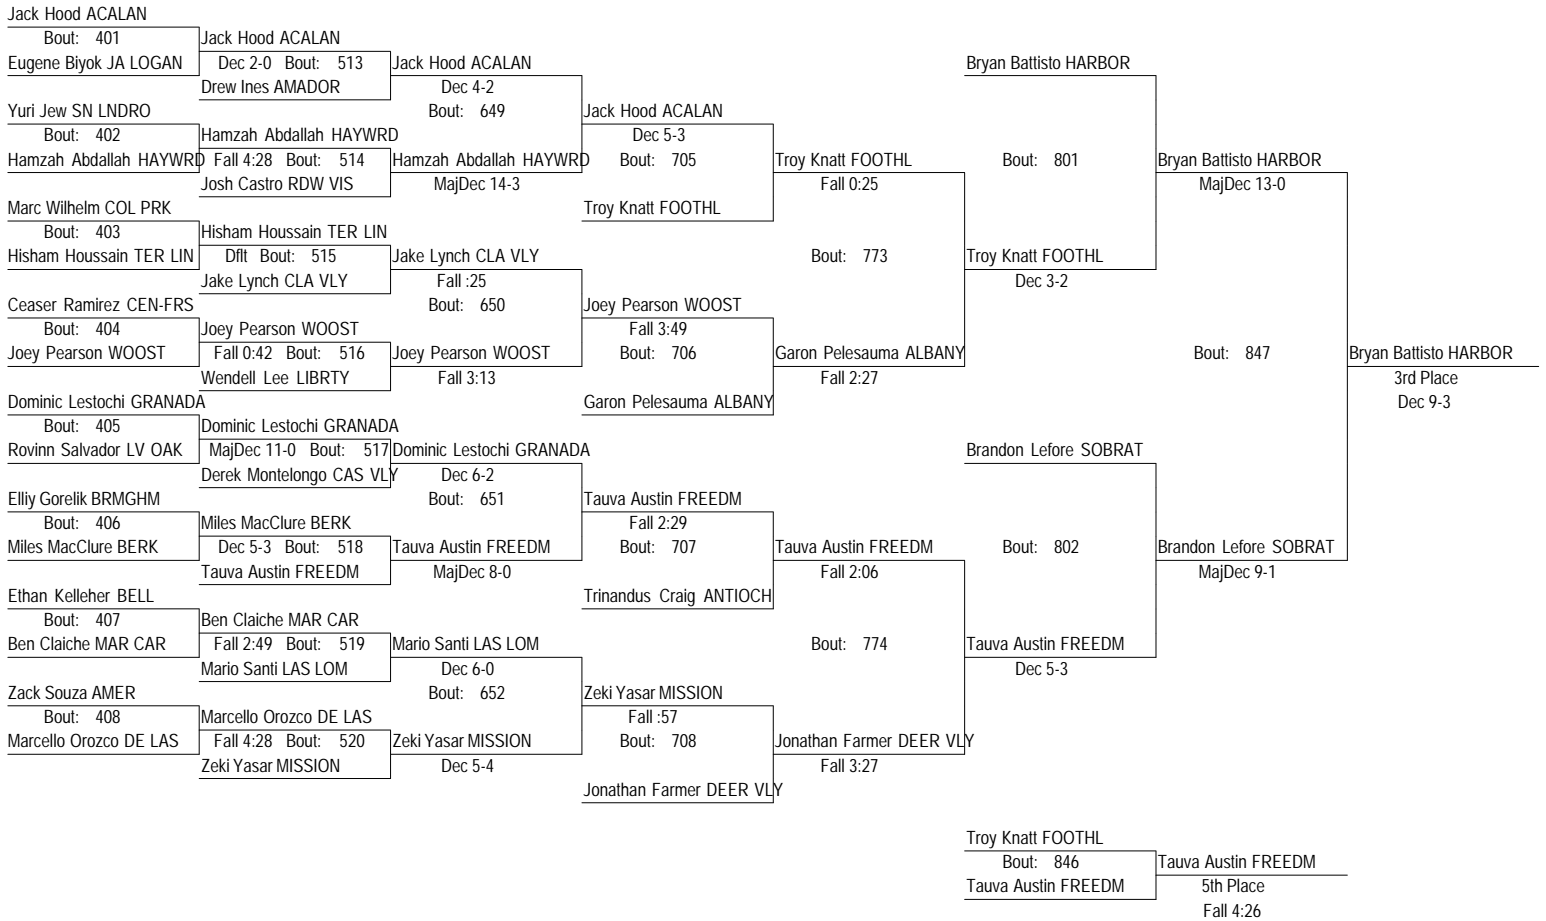 Jack Hood ACALAN
Bout: 401
Eugene Biyok JA LOGAN
Yuri Jew SN LNDRO
Bout: 402
Hamzah Abdallah HAYWRD
Marc Wilhelm COL PRK
Bout: 403
Hisham Houssain TER LIN
Ceaser Ramirez CEN-FRS
Bout: 404
Joey Pearson WOOST
Dominic Lestochi GRANADA
Bout: 405
Rovinn Salvador LV OAK
Elliy Gorelik BRMGHM
Bout: 406
Miles MacClure BERK
Ethan Kelleher BELL
Bout: 407
Ben Claiche MAR CAR
Zack Souza AMER
Bout: 408
Marcello Orozco DE LAS
Jack Hood ACALAN
Dec 2-0 Bout: 513
Drew Ines AMADOR
Hamzah Abdallah HAYWRD
Fall 4:28 Bout: 514
Josh Castro RDW VIS
Hisham Houssain TER LIN
Dflt Bout: 515
Jake Lynch CLA VLY
Joey Pearson WOOST
Fall 0:42 Bout: 516
Wendell Lee LIBRTY
Dominic Lestochi GRANADA
MajDec 11-0 Bout: 517
Derek Montelongo CAS VLY
Miles MacClure BERK
Dec 5-3 Bout: 518
Tauva Austin FREEDM
Ben Claiche MAR CAR
Fall 2:49 Bout: 519
Mario Santi LAS LOM
Marcello Orozco DE LAS
Fall 4:28 Bout: 520
Zeki Yasar MISSION
Jack Hood ACALAN
Dec 4-2
Bout: 649
Hamzah Abdallah HAYWRD
MajDec 14-3
Jake Lynch CLA VLY
Fall :25
Bout: 650
Joey Pearson WOOST
Fall 3:13
Dominic Lestochi GRANADA
Dec 6-2
Bout: 651
Tauva Austin FREEDM
MajDec 8-0
Mario Santi LAS LOM
Dec 6-0
Bout: 652
Zeki Yasar MISSION
Dec 5-4
Jack Hood ACALAN
Dec 5-3
Bout: 705
Troy Knatt FOOTHL
Joey Pearson WOOST
Fall 3:49
Bout: 706
Garon Pelesauma ALBANY
Tauva Austin FREEDM
Fall 2:29
Bout: 707
Trinandus Craig ANTIOCH
Zeki Yasar MISSION
Fall :57
Bout: 708
Jonathan Farmer DEER VLY
Troy Knatt FOOTHL
Fall 0:25
Bout: 773
Garon Pelesauma ALBANY
Fall 2:27
Tauva Austin FREEDM
Fall 2:06
Bout: 774
Jonathan Farmer DEER VLY
Fall 3:27
Bryan Battisto HARBOR
Bout: 801
Troy Knatt FOOTHL
Dec 3-2
Brandon Lefore SOBRAT
Bout: 802
Tauva Austin FREEDM
Dec 5-3
Bryan Battisto HARBOR
MajDec 13-0
Bout: 847
Brandon Lefore SOBRAT
MajDec 9-1
Bryan Battisto HARBOR
3rd Place
Dec 9-3
Troy Knatt FOOTHL
Bout: 846
Tauva Austin FREEDM
Tauva Austin FREEDM
5th Place
Fall 4:26